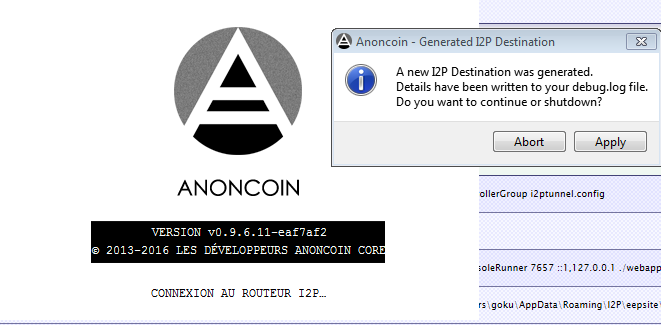 Anoncoin - Generated I2P Destination
A new I2P Destination was generated.
Details have been written to your debug.log file.
Do you want to continue or shutdown?
Abort
Apply
ANONCOIN
VERSION v0.9.6.11-eaf7af2
© 2013-2016 LES DÉVELOPPEURS ANONCOIN CORE
CONNEXION AU ROUTEUR I2P…
ollerGroup i2ptunnel.config
soleRunner 7657 ::1,127.0.0.1 ./webapp
rs\goku\AppData\Roaming\I2P\eepsite